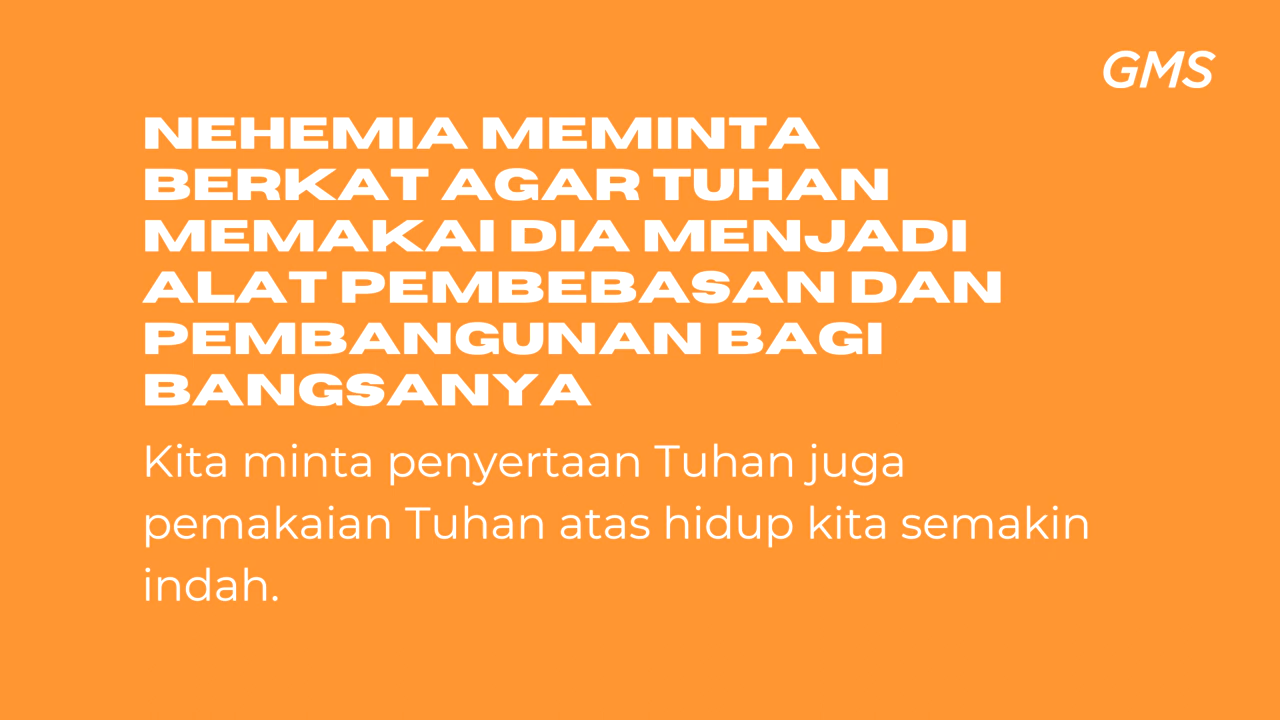 GMS
NEHEMIA MEMINTA
BERKAT AGAR TUHAN
MEMAKAI DIA MENJADI
ALAT PEMBEBASAN DAN
PEMBANGUNAN BAGI
BANGSANYA
Kita minta penyertaan Tuhan juga
pemakaian Tuhan atas hidup kita semakin
indah.